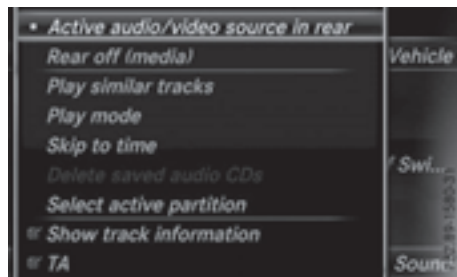 • Active audio/video source in rear
Rear off (media)
Vehicle
Play similar tracks
Play mode
Skip to time
Swi...
Delete saved audio CDs
Select active partition
Show track information
TA
Sound